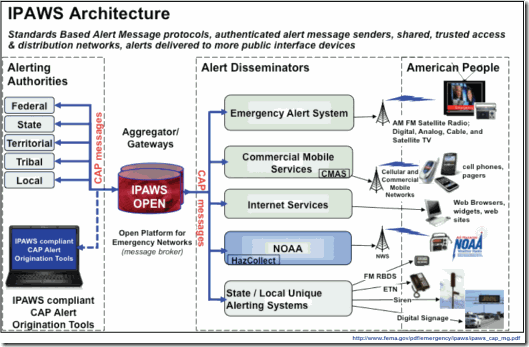 IPAWS Architecture
Standards Based Alert Message protocols, authenticated alert message senders, shared, trusted access
& distribution networks, alerts delivered to more public interface devices
Alerting
Authorities
Federal
State
Territorial
Tribal
Local
CAP messages
IPAWS compliant
CAP Alert
Origination Tools
IPAWS compliant
CAP Alert
Origination Tools
Aggregator/
Gateways
IPAWS
OPEN
Open Platform for
Emergency Networks
(message broker)
CAP messages
Alert Disseminators
Emergency Alert System
Commercial Mobile
Services
CMAS
Internet Services
NOAA
HazCollect
State / Local Unique
Alerting Systems
American People
AM FM Satellite Radio;
Digital, Analog, Cable, and
Satellite TV
Cellular and
Commercial
Mobile
Networks
cell phones,
pagers
Web Browsers,
widgets, web
sites
NWS
NOAA
FM RBDS
ETN
Siren
Digital Signage
http://www.fema.gov/pdf/emergency/ipaws/ipaws_cap_mg.pdf